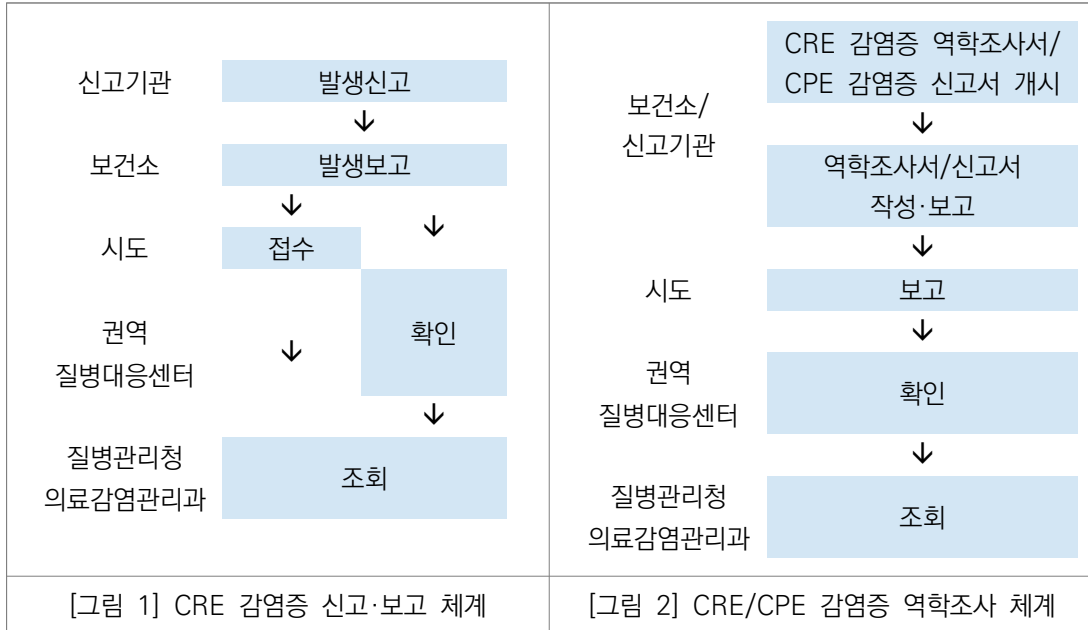 신고기관
발생신고
↓
보건소
발생보고
↓
↓
시도
접수
권역
질병대응센터
↓
확인
↓
질병관리청
의료감염관리과
조회
[그림 1] CRE 감염증 신고·보고 체계
보건소/
신고기관
CRE 감염증 역학조사서/
CPE 감염증 신고서 개시
↓
역학조사서/신고서
작성·보고
↓
시도
보고
↓
권역
질병대응센터
확인
↓
질병관리청
의료감염관리과
조회
[그림 2] CRE/CPE 감염증 역학조사 체계